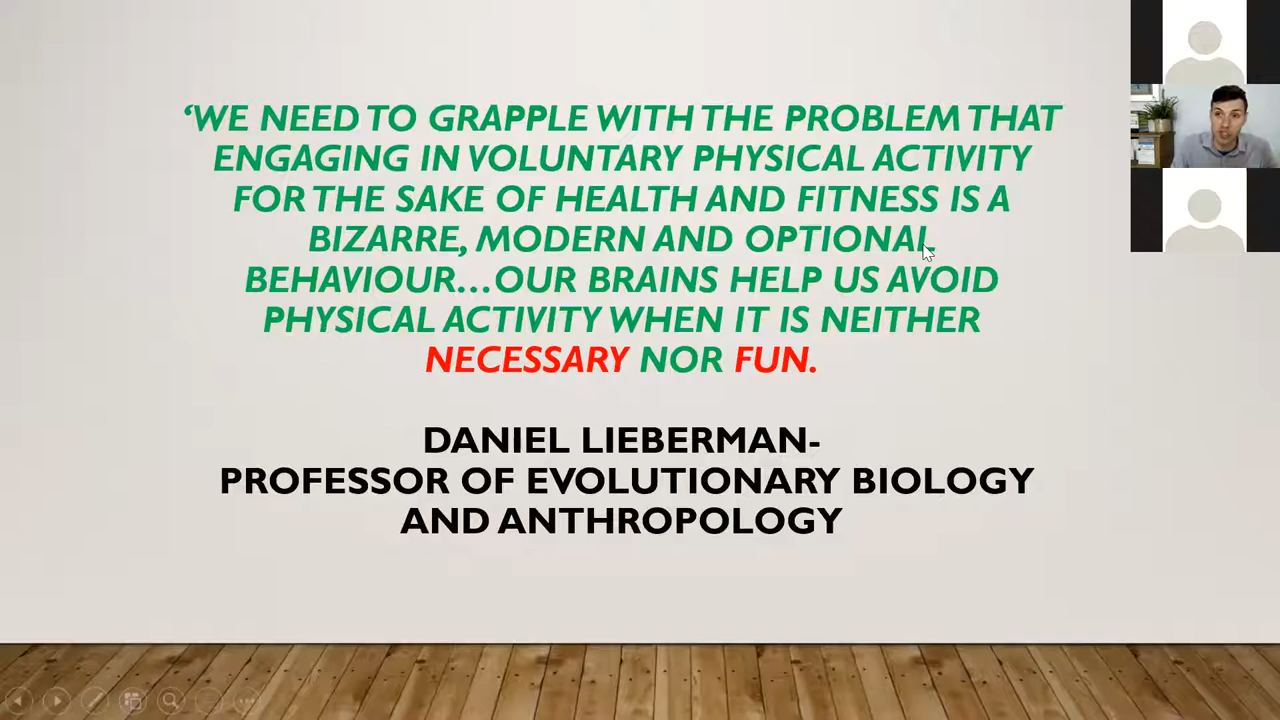 ‘WE NEED TO GRAPPLE WITH THE PROBLEM THAT
ENGAGING IN VOLUNTARY PHYSICAL ACTIVITY
FOR THE SAKE OF HEALTH AND FITNESS IS A
BIZARRE, MODERN AND OPTIONAL
BEHAVIOUR…OUR BRAINS HELP US AVOID
PHYSICAL ACTIVITY WHEN IT IS NEITHER
NECESSARY NOR FUN.
DANIEL LIEBERMAN-
PROFESSOR OF EVOLUTIONARY BIOLOGY
AND ANTHROPOLOGY